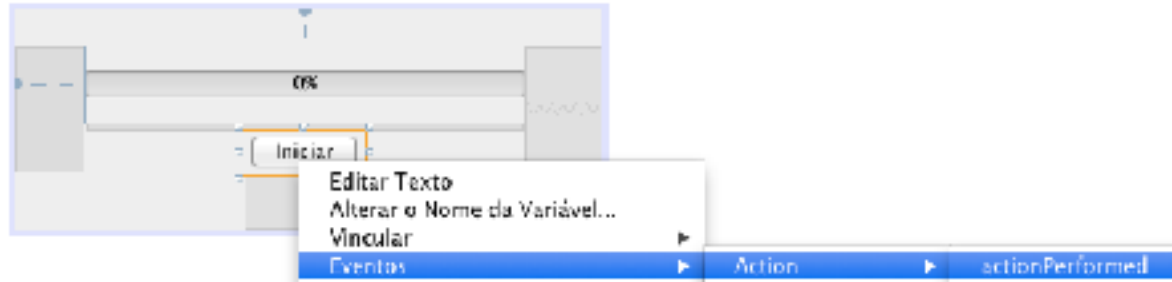 0%
Iniciar
Editar Texto
Alterar o Nome da Variável...
Vincular
Eventos Action actionPerformed